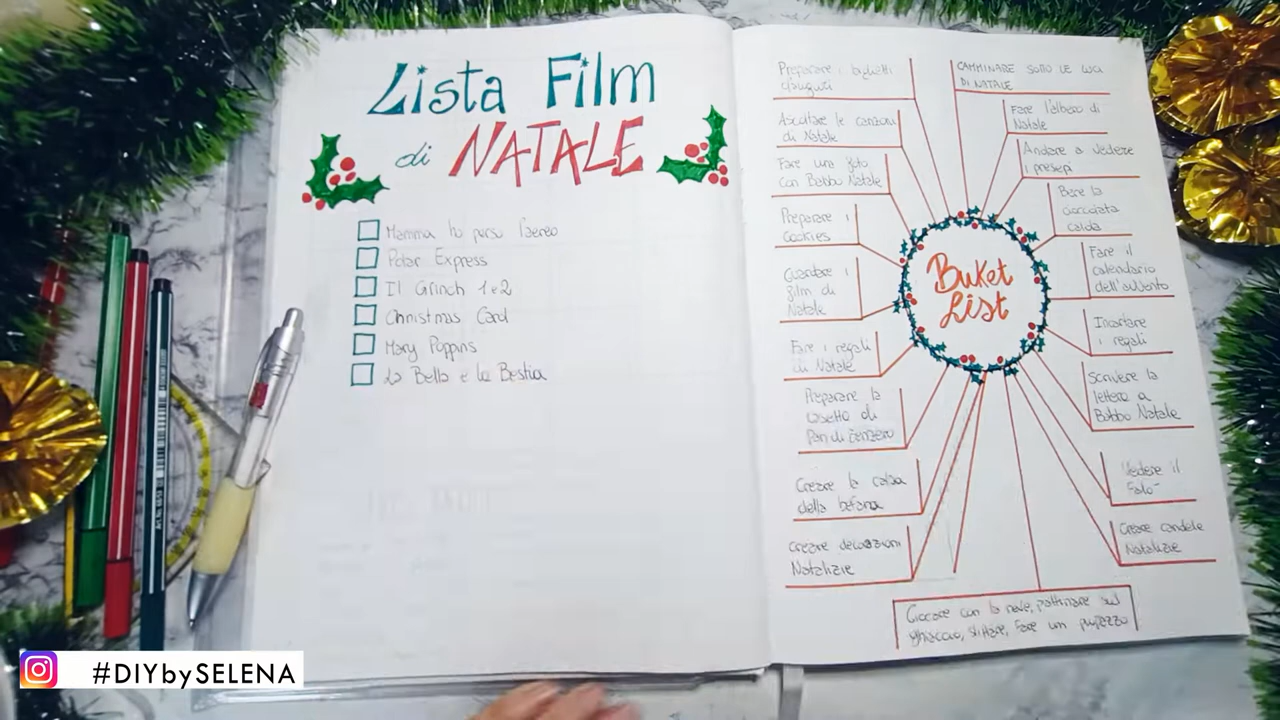 Lista Film
di NATALE
Mamma ho perso l'aereo
Polar Express
Il Grinch 1e2
Christmas Carol
Mary Poppins
La Bella e la Bestia
Buket
List
Preparare i biglietti
d'auguri
Ascoltare le canzoni
di Natale
Fare una foto
con Babbo Natale
Preparare i
Cookies
Guardare i
film di
Natale
Fare i regali
di Natale
Preparare la
casetta di
Pan di zenzero
Creare la calza
della befana
Creare decorazioni
Natalizie
CAMMINARE SOTTO LE LUCI
DI NATALE
Fare l'albero di
Natale
Andare a vedere
i presepi
Bere la
cioccolata
calda
Fare il
calendario
dell'avvento
Incartare
i regali
Scrivere la
lettera a
Babbo Natale
Vedere il
Falò
Creare candele
Natalizie
Giocare con la neve, pattinare sul
ghiaccio, slittare, fare un pupazzo
#DIYbySELENA